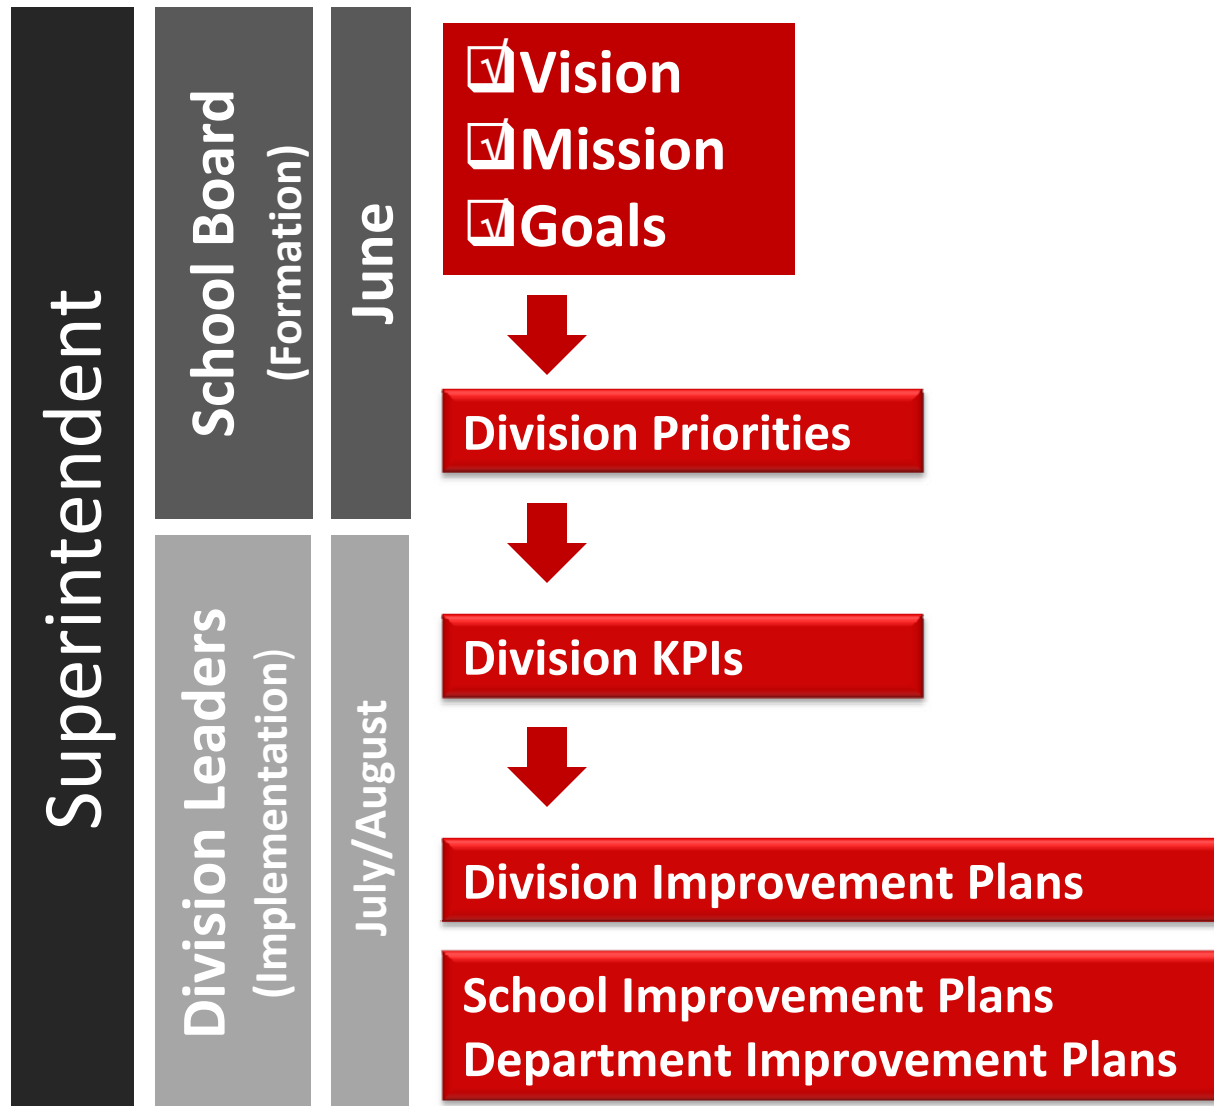 Superintendent
School Board
(Formation)
June
Division Leaders
(Implementation)
July/August
Vision
Mission
Goals
Division Priorities
Division KPIs
Division Improvement Plans
School Improvement Plans
Department Improvement Plans